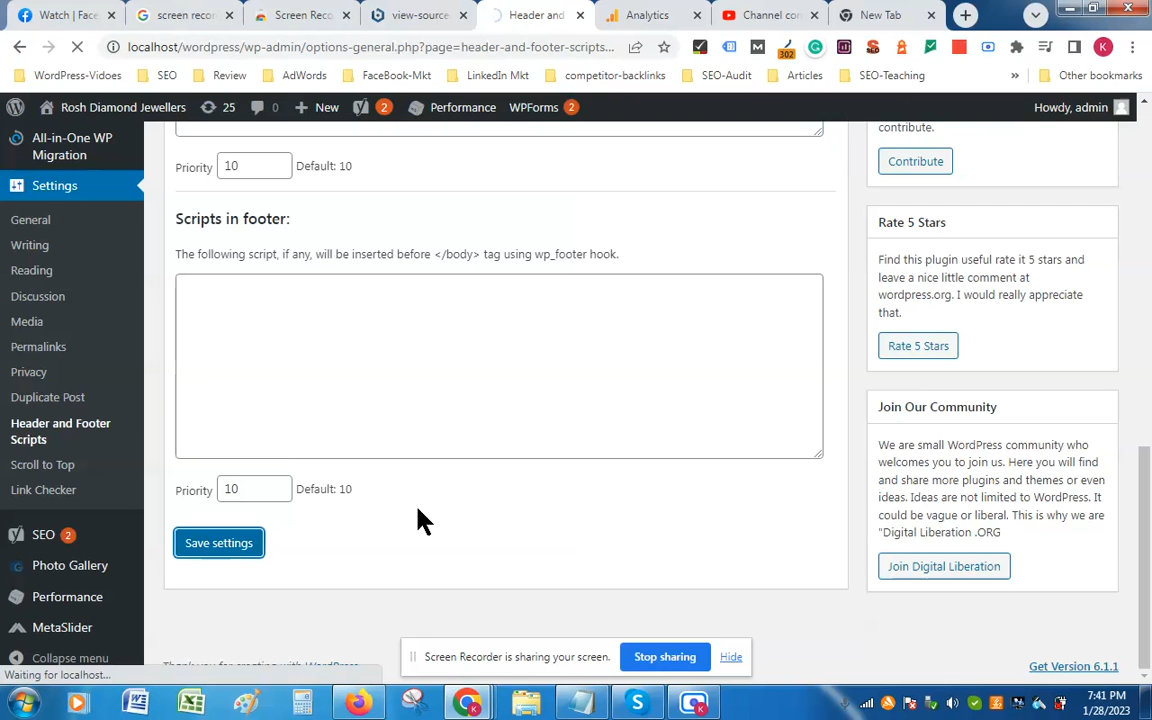 Watch | Face
screen recor
Screen Reco
view-source
Header and
Analytics
Channel con
New Tab
localhost/wordpress/wp-admin/options-general.php?page=header-and-footer-scripts...
302
K
WordPress-Vidoes
SEO
Review
AdWords
FaceBook-Mkt
LinkedIn Mkt
competitor-backlinks
SEO-Audit
Articles
SEO-Teaching
»
Other bookmarks
Rosh Diamond Jewellers
25
0
New
2
Performance
WPForms 2
Howdy, admin
All-in-One WP
Migration
Settings
General
Writing
Reading
Discussion
Media
Permalinks
Privacy
Duplicate Post
Header and Footer
Scripts
Scroll to Top
Link Checker
SEO 2
Photo Gallery
Performance
MetaSlider
Collapse menu
Priority 10 Default: 10
Scripts in footer:
The following script, if any, will be inserted before </body> tag using wp_footer hook.
Priority 10 Default: 10
Save settings
contribute.
Contribute
Rate 5 Stars
Find this plugin useful rate it 5 stars and
leave a nice little comment at
wordpress.org. I would really appreciate
that.
Rate 5 Stars
Join Our Community
We are small WordPress community who
welcomes you to join us. Here you will find
and share more plugins and themes or even
ideas. Ideas are not limited to WordPress. It
could be vague or liberal. This is why we are
"Digital Liberation .ORG
Join Digital Liberation
Thank you for creating with WordPress
Get Version 6.1.1
Screen Recorder is sharing your screen.
Stop sharing
Hide
Waiting for localhost...
7:41 PM
1/28/2023